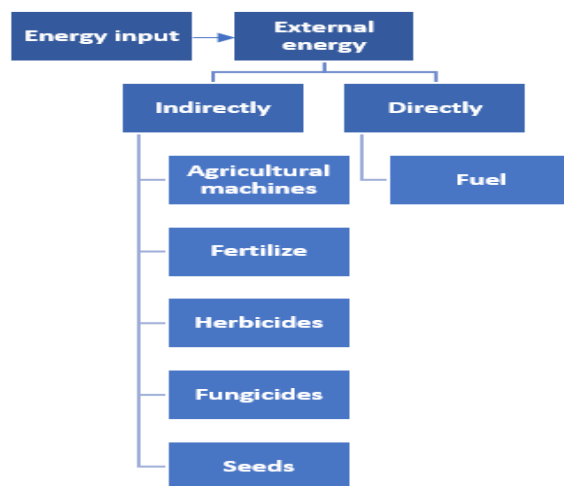 Energy input
External
energy
Indirectly
Directly
Agricultural
machines
Fuel
Fertilize
Herbicides
Fungicides
Seeds